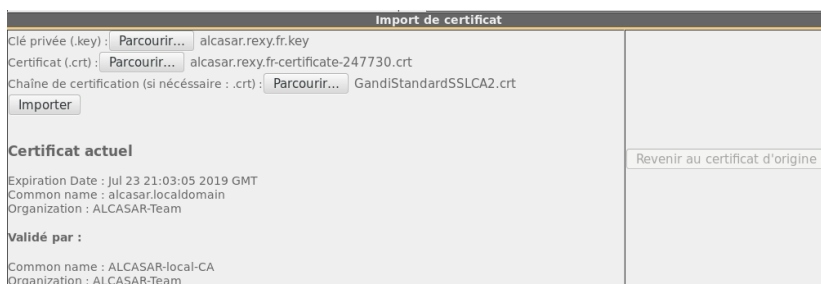 Import de certificat
Clé privée (.key) : Parcourir... alcasar.rexy.fr.key
Certificat (.crt) : Parcourir... alcasar.rexy.fr-certificate-247730.crt
Chaîne de certification (si nécéssaire : .crt) : Parcourir... GandiStandardSSLCA2.crt
Importer
Certificat actuel
Revenir au certificat d'origine
Expiration Date : Jul 23 21:03:05 2019 GMT
Common name : alcasar.localdomain
Organization : ALCASAR-Team
Validé par :
Common name : ALCASAR-local-CA
Organization : ALCASAR-Team